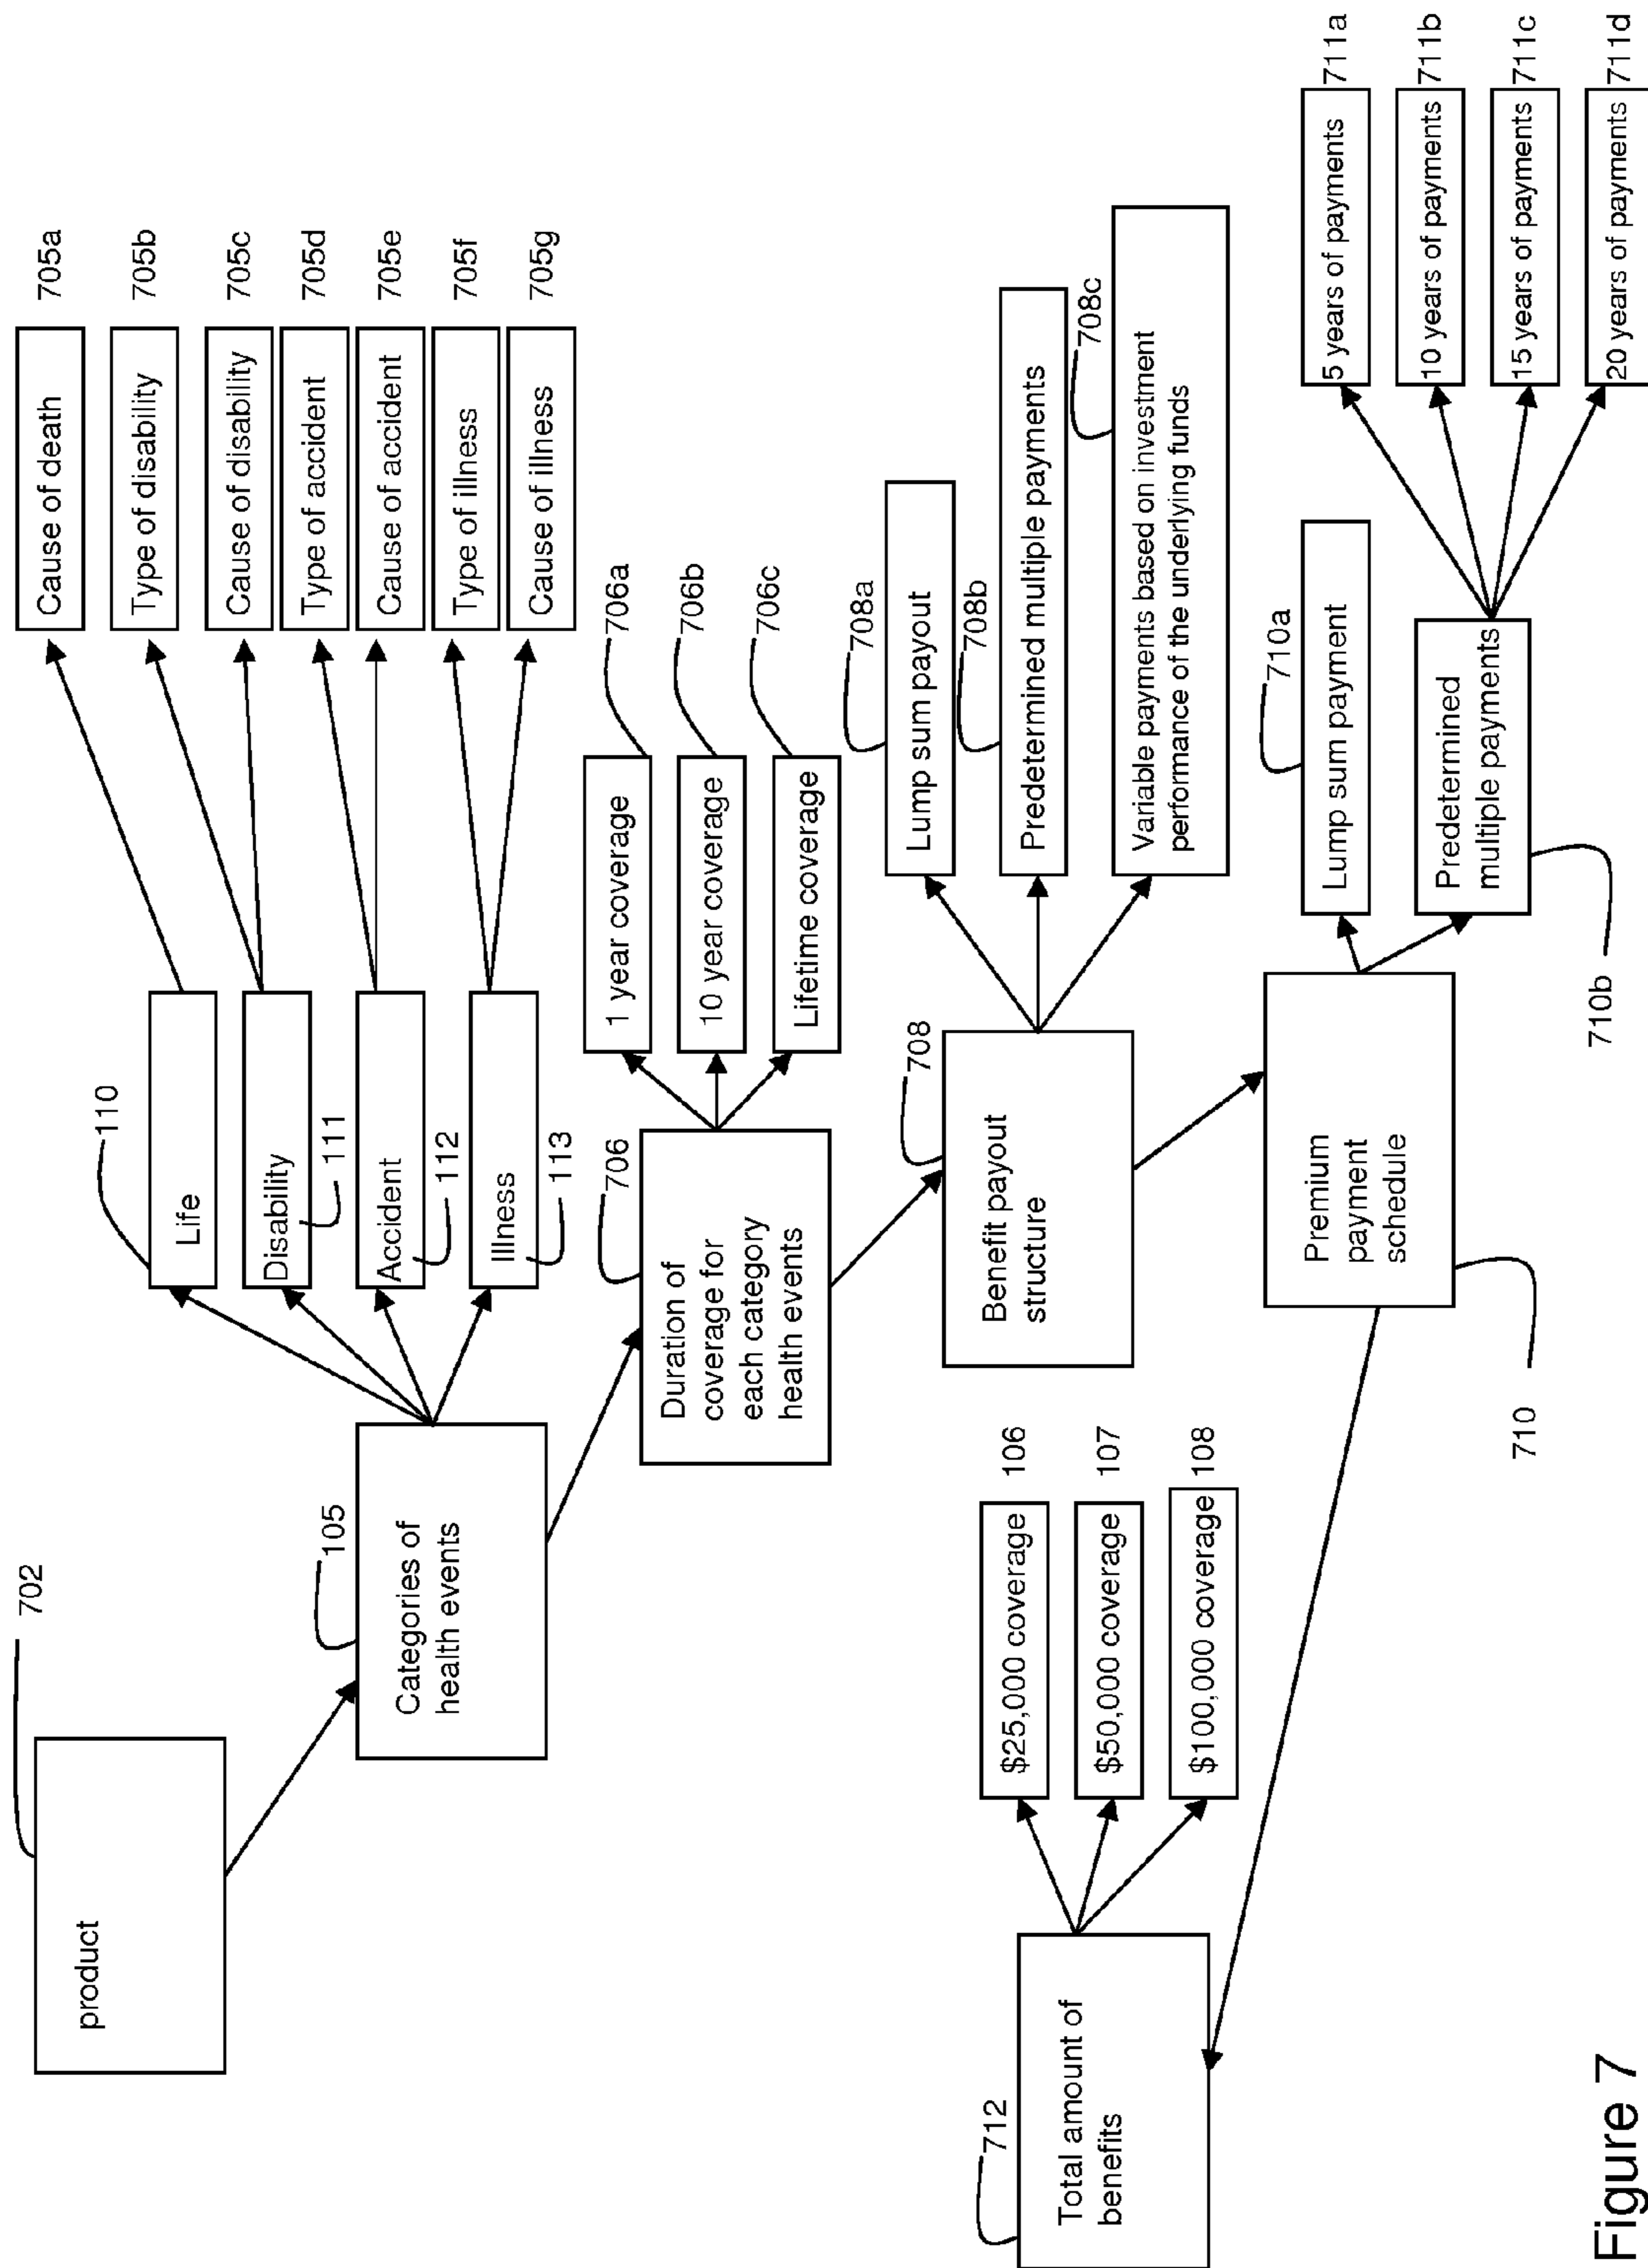 702
product
105
Categories of
health events
110
Life
Disability
111
Accident
112
Illness
113
Cause of death
705a
Type of disability
705b
Cause of disability
705c
Type of accident
705d
Cause of accident
705e
Type of illness
705f
Cause of illness
705g
706
Duration of
coverage for
each category
health events
1 year coverage
706a
10 year coverage
706b
Lifetime coverage
706c
708
Benefit payout
structure
708a
Lump sum payout
708b
Predetermined multiple payments
708c
Variable payments based on investment
performance of the underlying funds
712
Total amount of
benefits
$25,000 coverage
106
$50,000 coverage
107
$100,000 coverage
108
Premium
payment
schedule
710
710a
Lump sum payment
Predetermined
multiple payments
710b
5 years of payments
711a
10 years of payments
711b
15 years of payments
711c
20 years of payments
711d
Figure 7